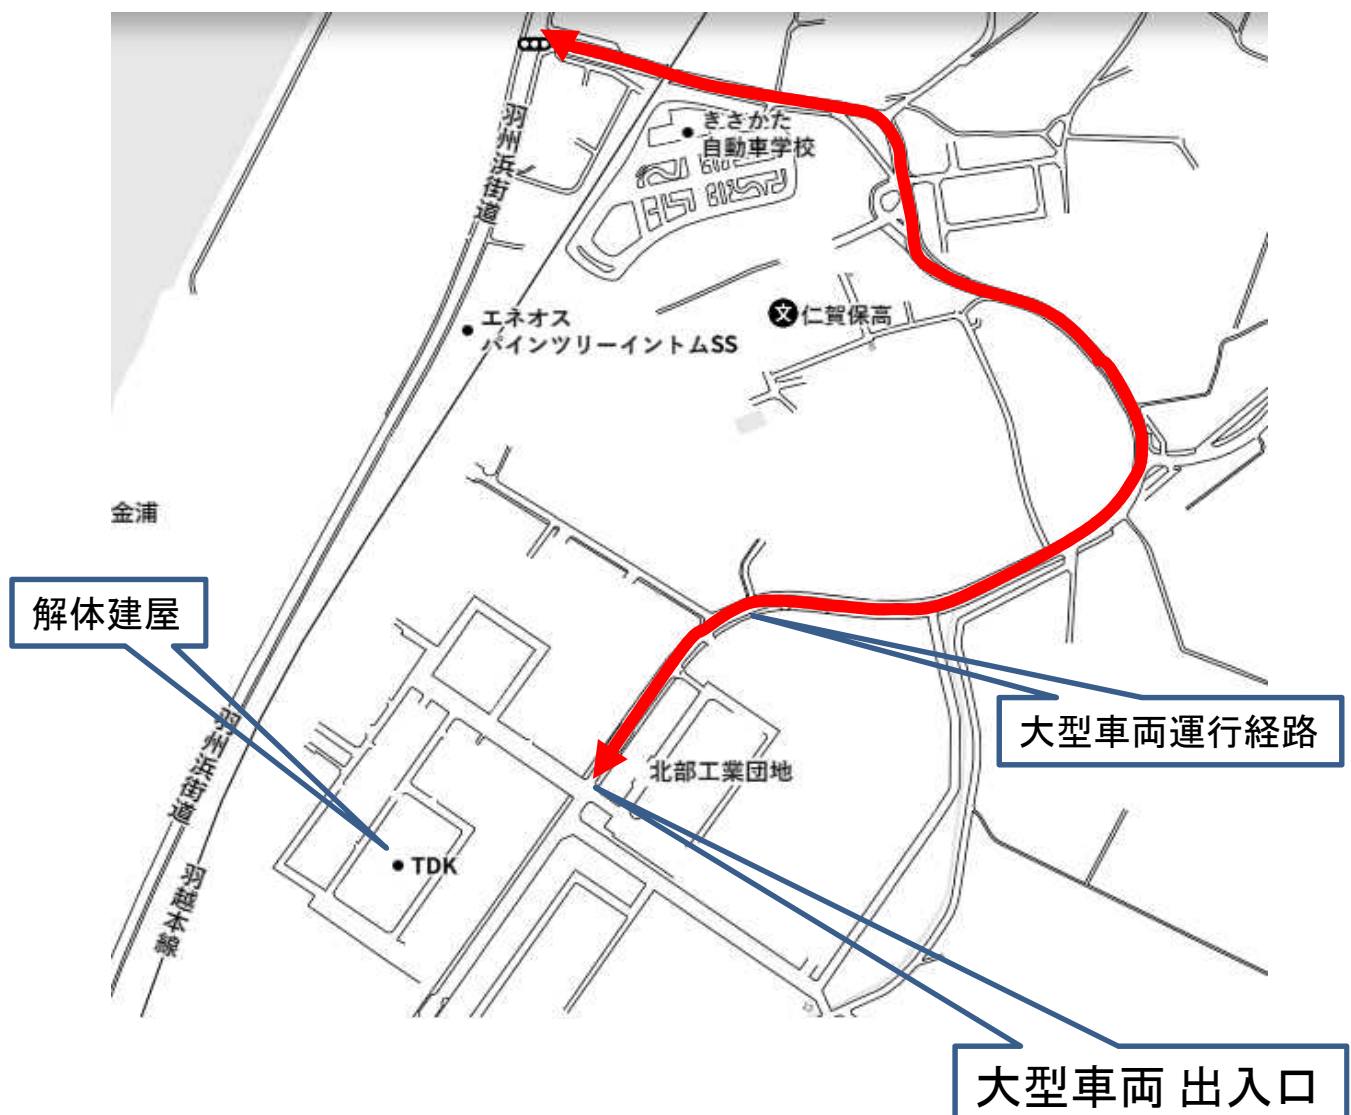 羽州浜街道
きさかた
自動車学校
エネオス
パインツリーイントムSS
文
仁賀保高
金浦
解体建屋
大型車両運行経路
羽州浜街道
北部工業団地
TDK
羽越本線
大型車両 出入口